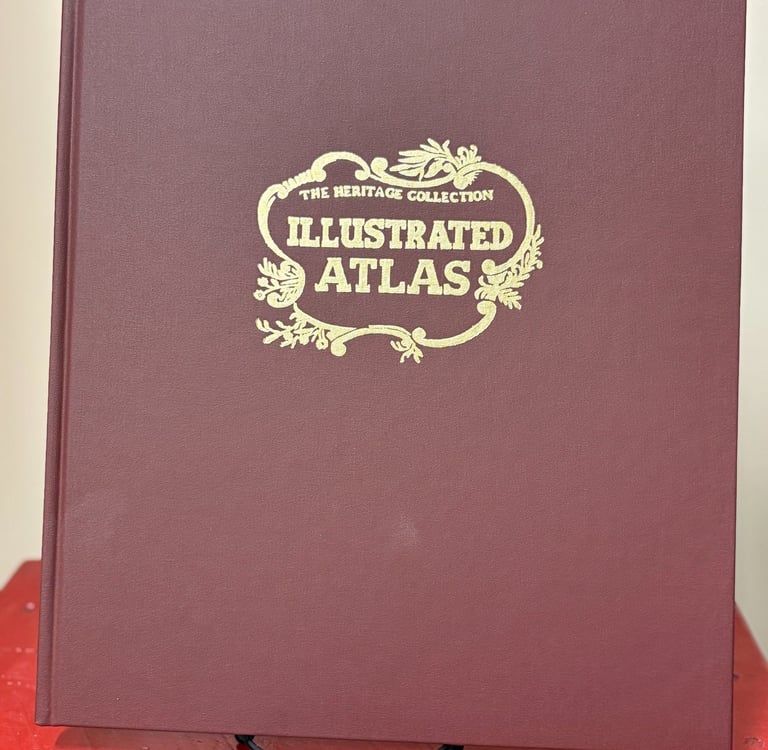 THE HERITAGE COLLECTION
ILLUSTRATED
ATLAS